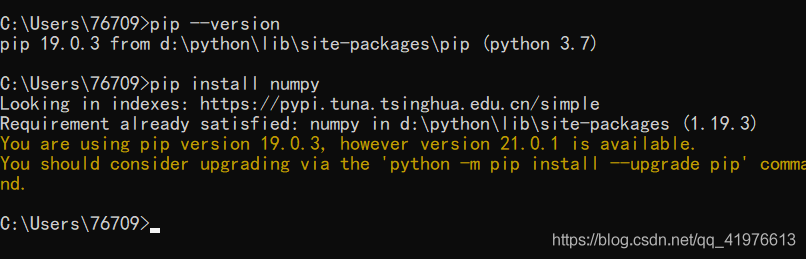 C:\Users\76709>pip --version
pip 19.0.3 from d:\python\lib\site-packages\pip (python 3.7)
C:\Users\76709>pip install numpy
Looking in indexes: https://pypi.tuna.tsinghua.edu.cn/simple
Requirement already satisfied: numpy in d:\python\lib\site-packages (1.19.3)
You are using pip version 19.0.3, however version 21.0.1 is available.
You should consider upgrading via the 'python -m pip install --upgrade pip' comma
nd.
C:\Users\76709>
https://blog.csdn.net/qq_41976613